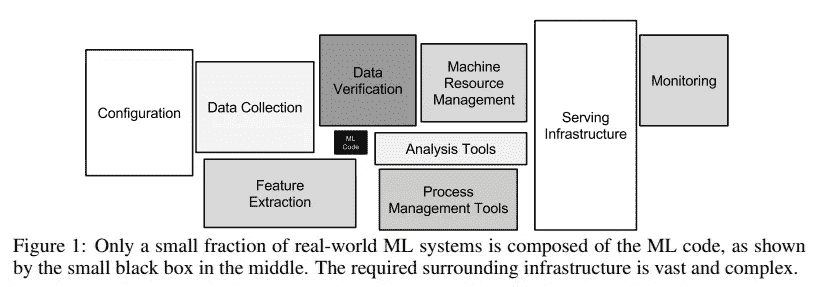 Configuration
Data Collection
Data
Verification
Machine
Resource
Management
Monitoring
Serving
Infrastructure
ML
Code
Analysis Tools
Feature
Extraction
Process
Management Tools
Figure 1: Only a small fraction of real-world ML systems is composed of the ML code, as shown
by the small black box in the middle. The required surrounding infrastructure is vast and complex.